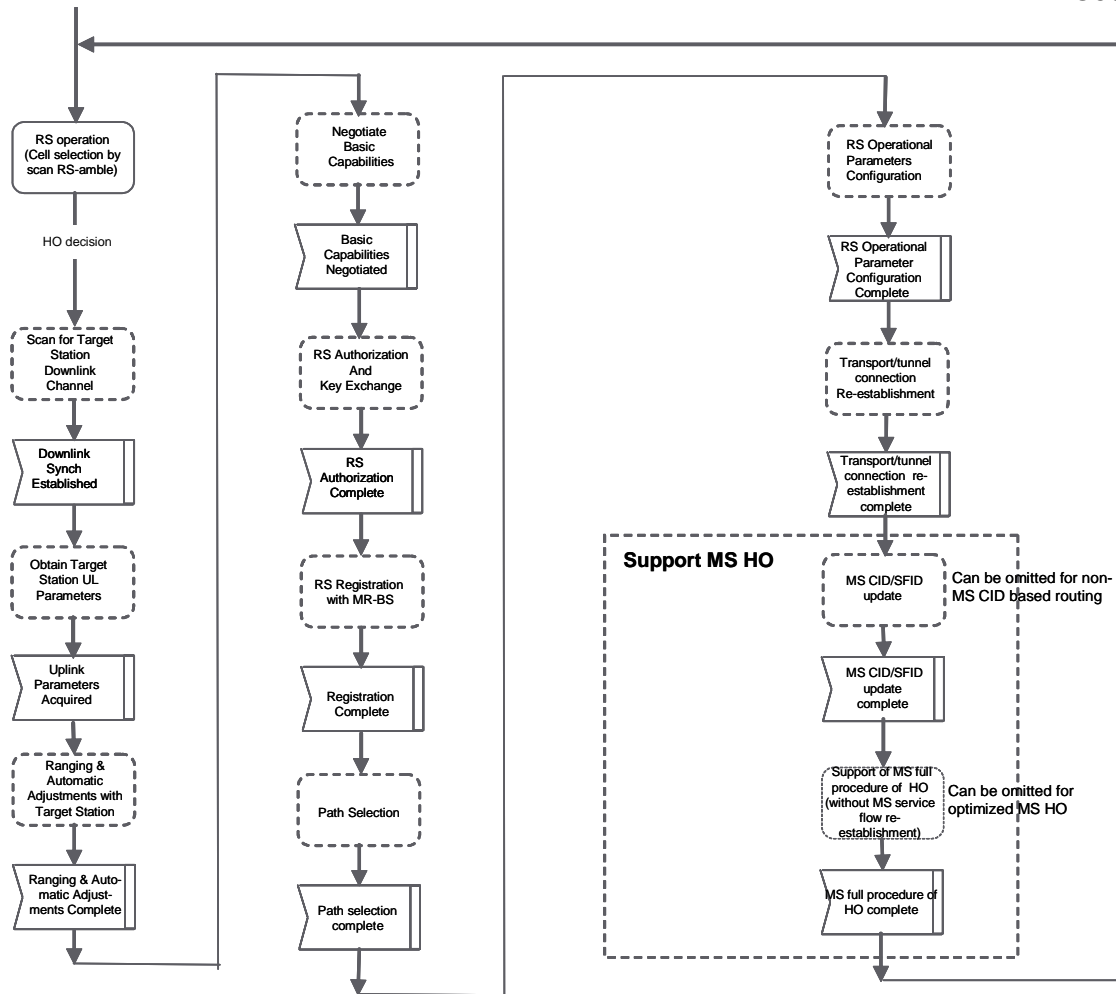 RS operation
(Cell selection by
scan RS-amble)
HO decision
Scan for Target
Station
Downlink
Channel
Downlink
Synch
Established
Obtain Target
Station UL
Parameters
Uplink
Parameters
Acquired
Ranging &
Automatic
Adjustments with
Target Station
Ranging & Auto-
matic Adjust-
ments Complete
Negotiate
Basic
Capabilities
Basic
Capabilities
Negotiated
RS Authorization
And
Key Exchange
RS
Authorization
Complete
RS Registration
with MR-BS
Registration
Complete
Path Selection
Path selection
complete
RS Operational
Parameters
Configuration
RS Operational
Parameter
Configuration
Complete
Transport/tunnel
connection
Re-establishment
Transport/tunnel
connection re-
establishment
complete
Support MS HO
MS CID/SFID
update
Can be omitted for non-
MS CID based routing
MS CID/SFID
update
complete
Support of MS full
procedure of HO
(without MS service
flow re-
establishment)
Can be omitted for
optimized MS HO
MS full procedure of
HO complete